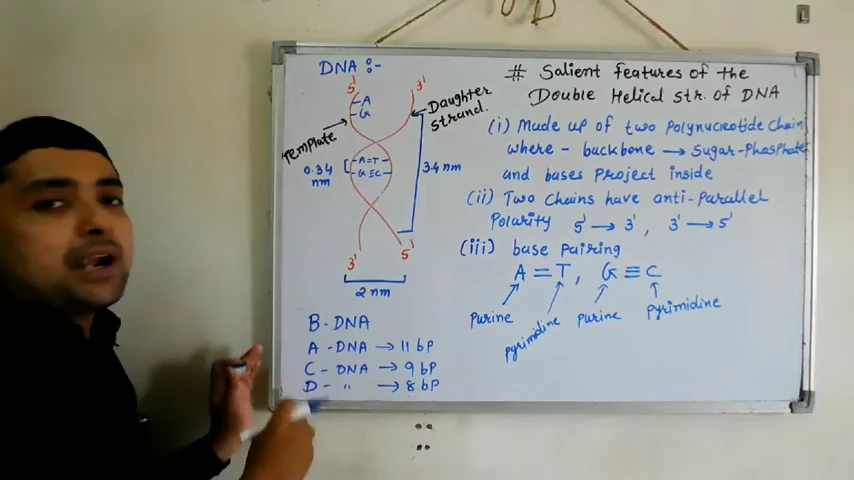 DNA :-
5' 3'
A
G
Daughter
Strand.
Template
0.34
nm
A=T
G≡C
3.4 nm
3' 5'
2 nm
B-DNA
A - DNA → 11 bP
C - DNA → 9 bP
D - " → 8 bP
# Salient features of the
Double Helical Str. of DNA
(i) Made up of two Polynucleotide Chain
where - backbone → Sugar-Phosphate
and bases Project inside
(ii) Two Chains have anti-Parallel
Polarity 5' → 3', 3' → 5'
(iii) base Pairing
A = T, G ≡ C
Purine Pyrimidine Purine Pyrimidine